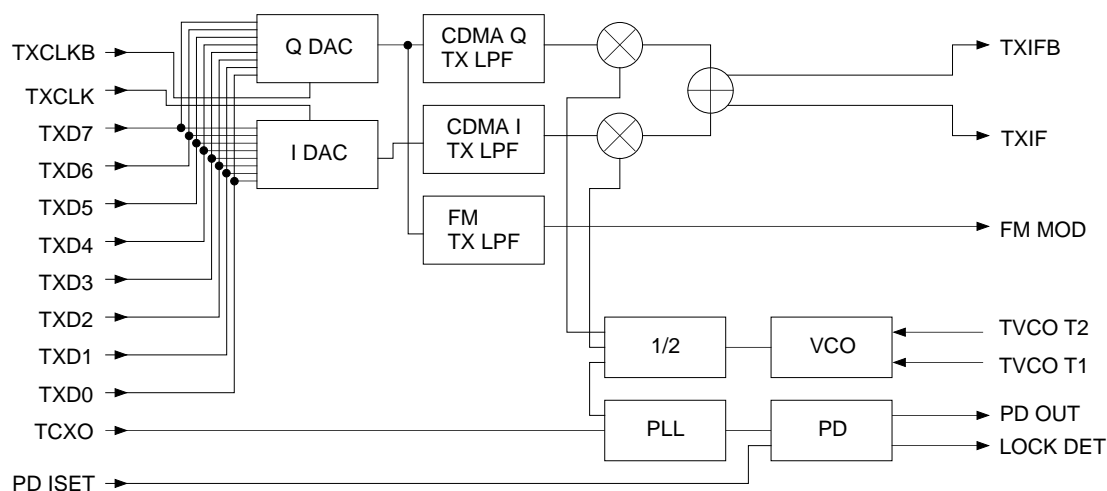 TXCLKB
TXCLK
TXD7
TXD6
TXD5
TXD4
TXD3
TXD2
TXD1
TXD0
TCXO
PD ISET
Q DAC
I DAC
CDMA Q
TX LPF
CDMA I
TX LPF
FM
TX LPF
1/2
VCO
PLL
PD
TXIFB
TXIF
FM MOD
TVCO T2
TVCO T1
PD OUT
LOCK DET